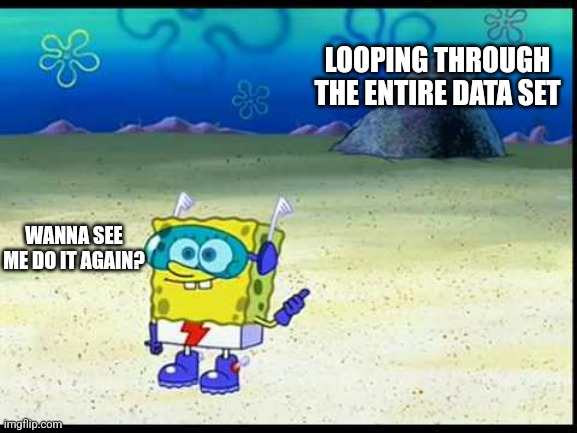 LOOPING THROUGH
THE ENTIRE DATA SET
WANNA SEE
ME DO IT AGAIN?
imgflip.com